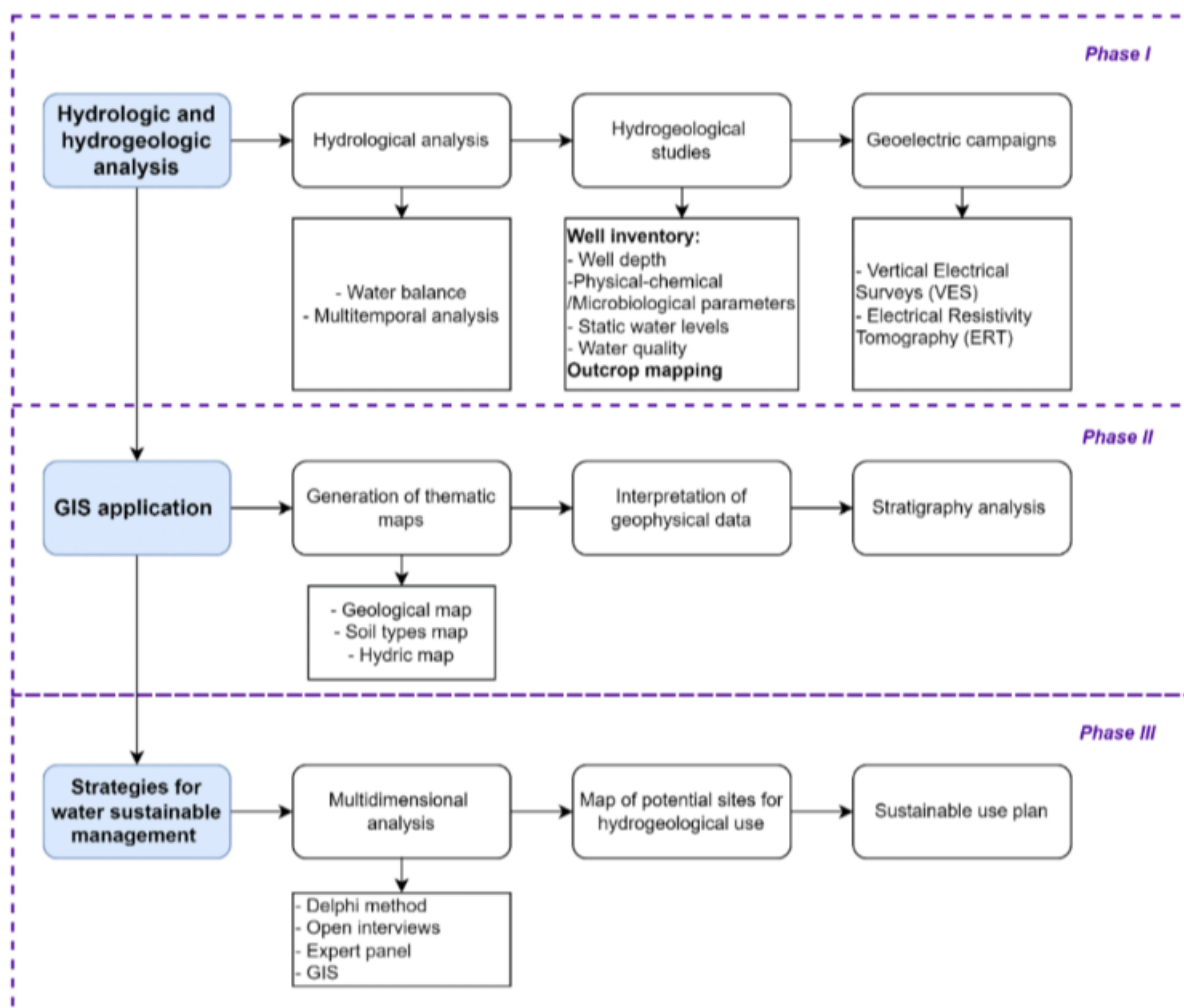 Phase I
Hydrologic and
hydrogeologic
analysis
Hydrological analysis
Hydrogeological
studies
Geoelectric campaigns
- Water balance
- Multitemporal analysis
Well inventory:
- Well depth
-Physical-chemical
/Microbiological parameters
- Static water levels
- Water quality
Outcrop mapping
- Vertical Electrical
Surveys (VES)
- Electrical Resistivity
Tomography (ERT)
Phase II
GIS application
Generation of thematic
maps
Interpretation of
geophysical data
Stratigraphy analysis
- Geological map
- Soil types map
- Hydric map
Phase III
Strategies for
water sustainable
management
Multidimensional
analysis
Map of potential sites for
hydrogeological use
Sustainable use plan
- Delphi method
- Open interviews
- Expert panel
- GIS